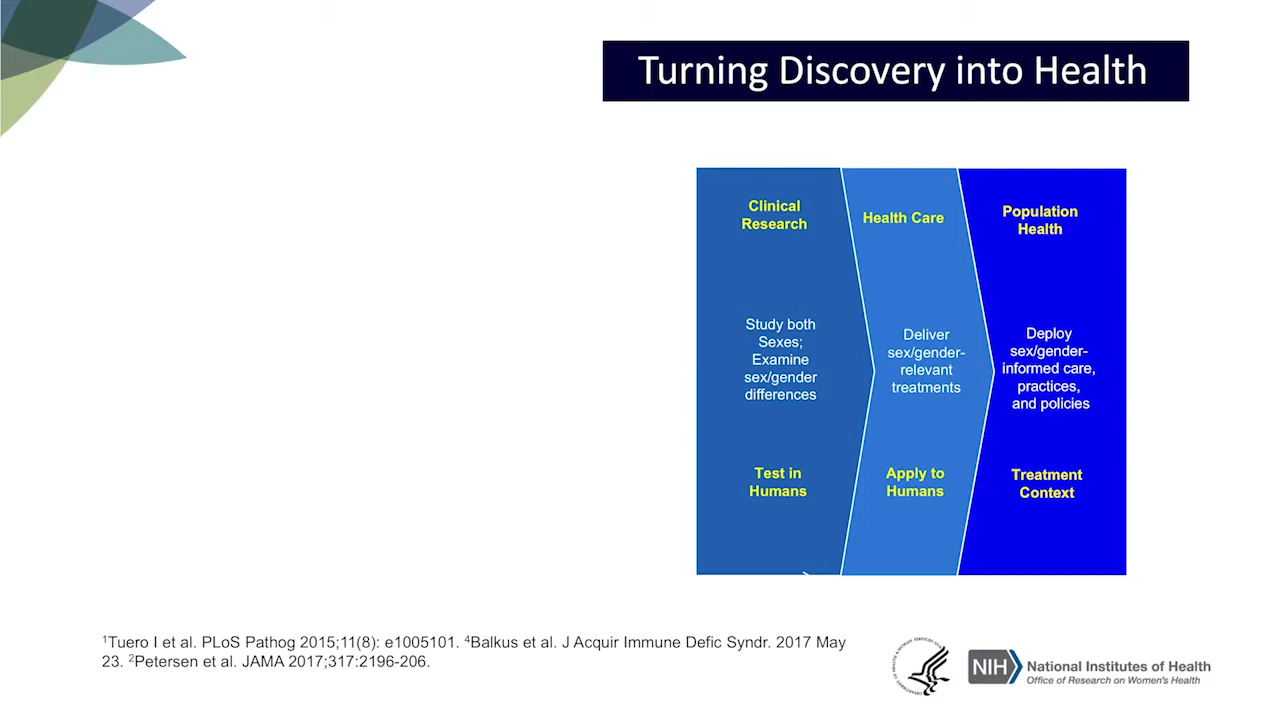 Turning Discovery into Health
Clinical
Research
Study both
Sexes;
Examine
sex/gender
differences
Test in
Humans
Health Care
Deliver
sex/gender-
relevant
treatments
Apply to
Humans
Population
Health
Deploy
sex/gender-
informed care,
practices,
and policies
Treatment
Context
¹Tuero I et al. PLoS Pathog 2015;11(8): e1005101. ⁴Balkus et al. J Acquir Immune Defic Syndr. 2017 May
23. ²Petersen et al. JAMA 2017;317:2196-206.
NIH
National Institutes of Health
Office of Research on Women's Health